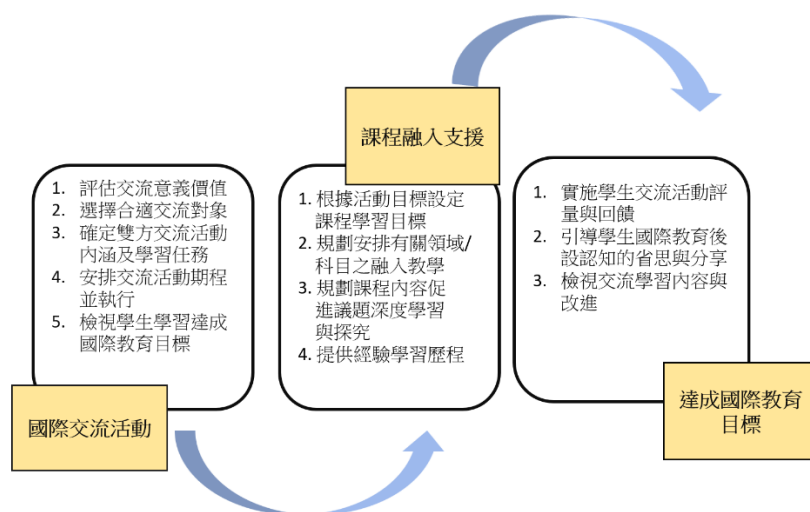 課程融入支援
1. 評估交流意義價值
2. 選擇合適交流對象
3. 確定雙方交流活動
內涵及學習任務
4. 安排交流活動期程
並執行
5. 檢視學生學習達成
國際教育目標
國際交流活動
1. 根據活動目標設定
課程學習目標
2. 規劃安排有關領域/
科目之融入教學
3. 規劃課程內容促
進議題深度學習
與探究
4. 提供經驗學習歷程
1. 實施學生交流活動評
量與回饋
2. 引導學生國際教育後
設認知的省思與分享
3. 檢視交流學習內容與
改進
達成國際教育
目標